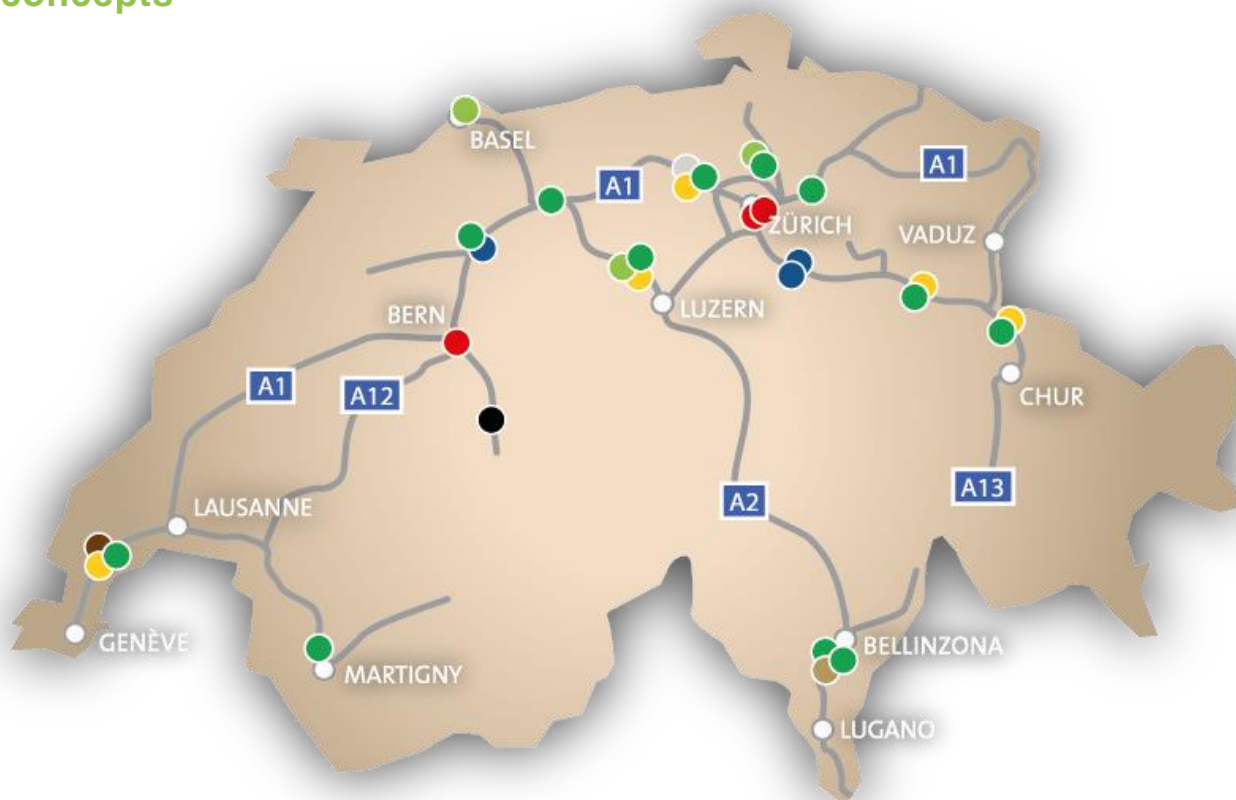 concepts
BASEL
A1
A1
ZÜRICH
VADUZ
LUZERN
BERN
A1
A12
CHUR
A13
A2
LAUSANNE
GENÈVE
MARTIGNY
BELLINZONA
LUGANO